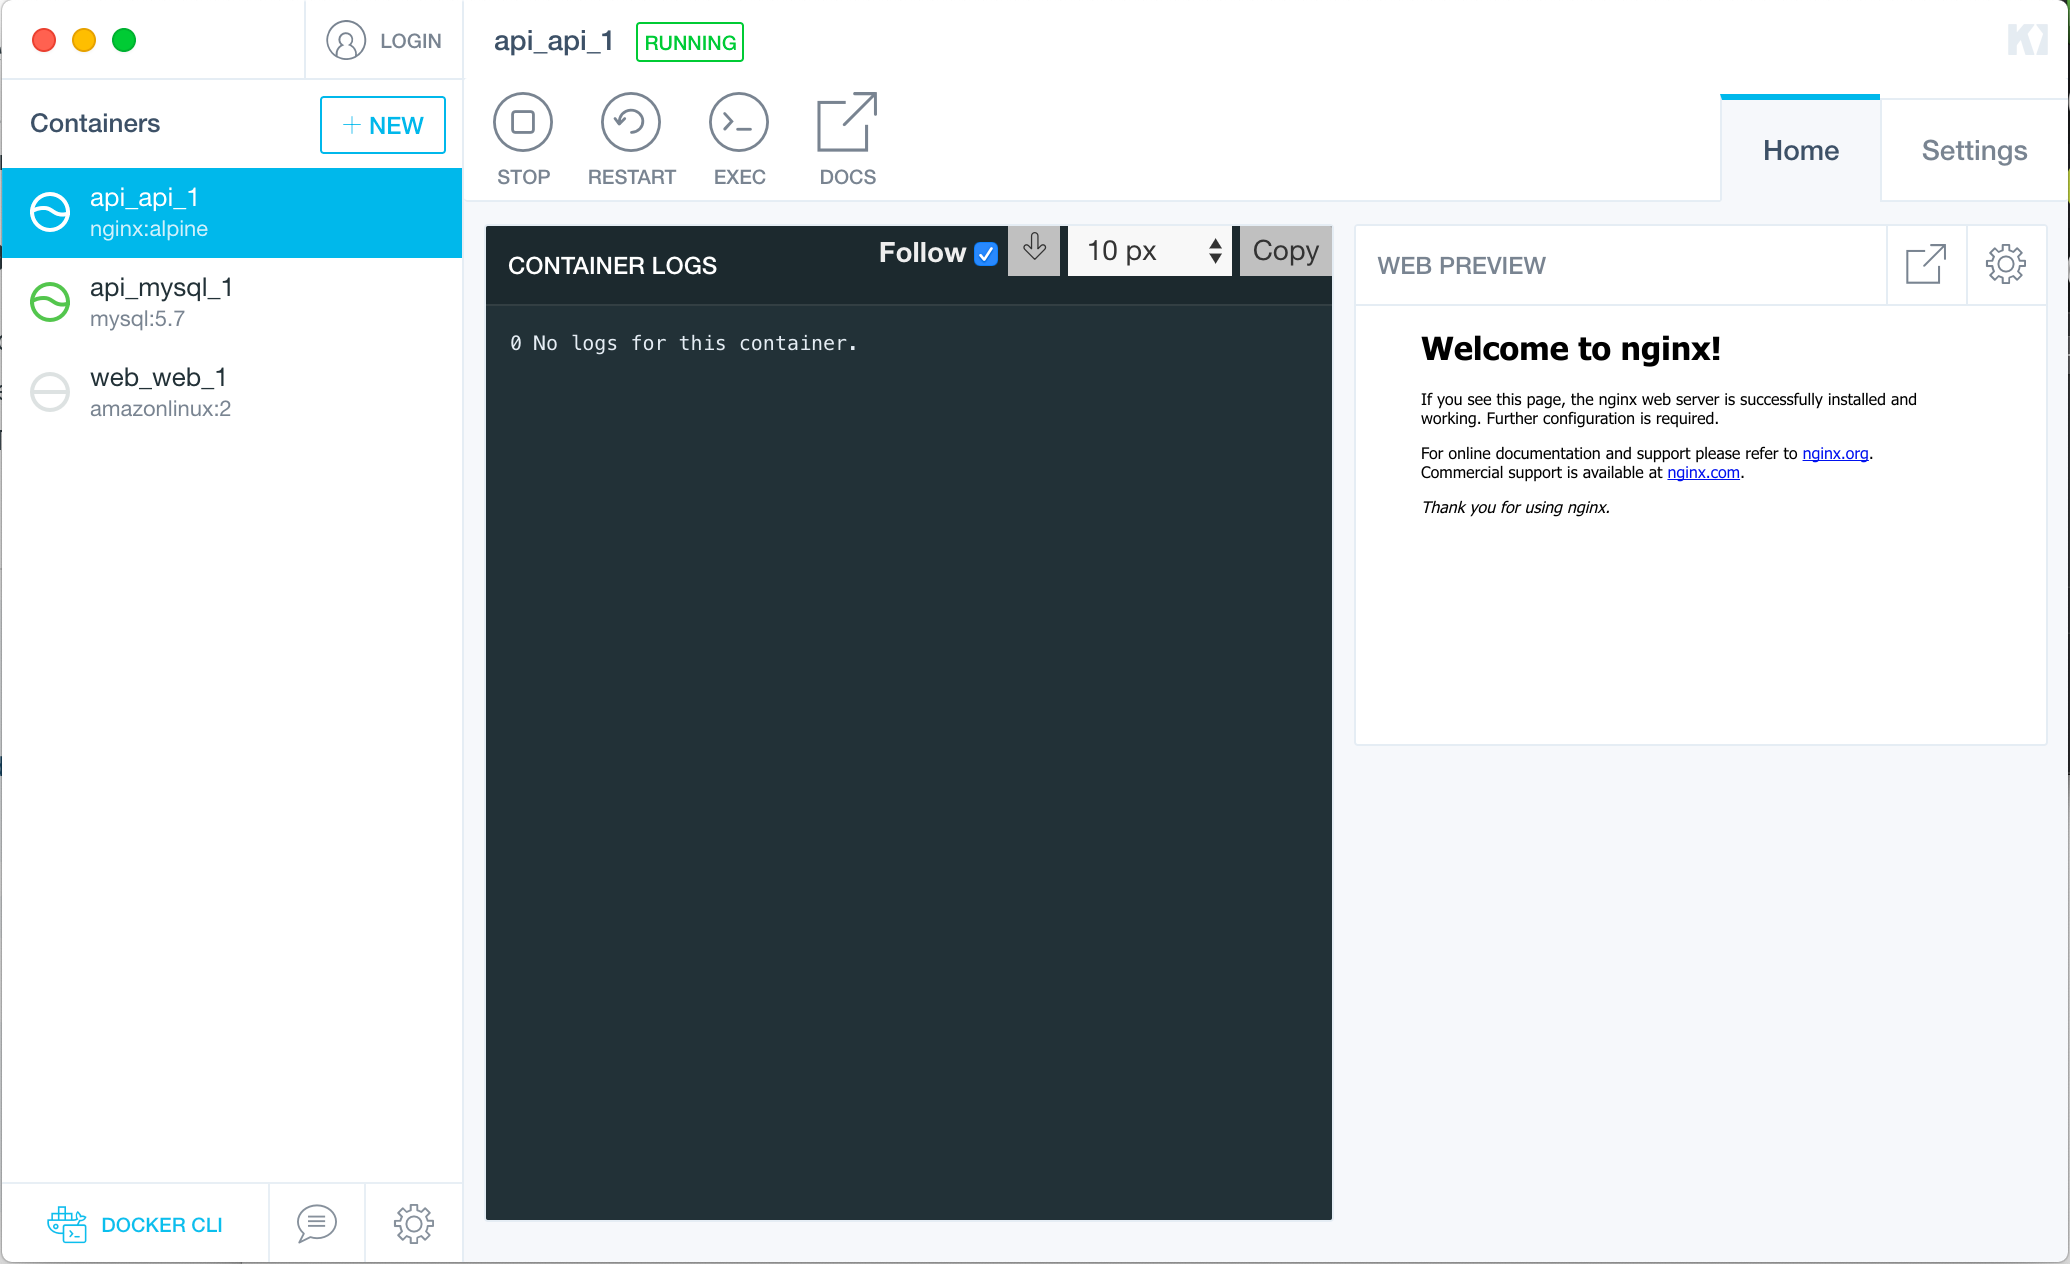 LOGIN
Containers
+ NEW
api_api_1
nginx:alpine
api_mysql_1
mysql:5.7
web_web_1
amazonlinux:2
DOCKER CLI
api_api_1
RUNNING
STOP
RESTART
EXEC
DOCS
Home
Settings
CONTAINER LOGS
Follow
10 px
Copy
0 No logs for this container.
WEB PREVIEW
Welcome to nginx!
If you see this page, the nginx web server is successfully installed and
working. Further configuration is required.
For online documentation and support please refer to nginx.org.
Commercial support is available at nginx.com.
Thank you for using nginx.